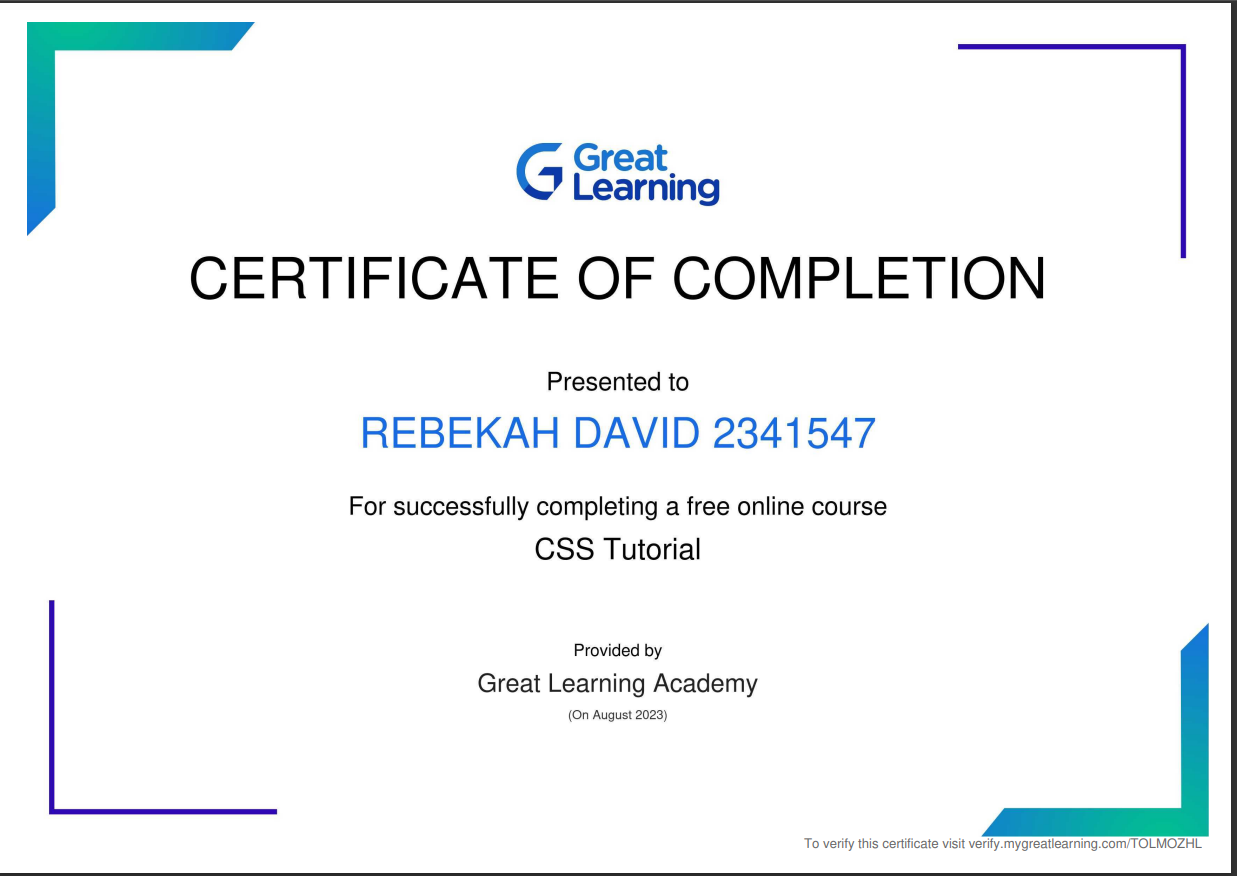 Great
Learning
CERTIFICATE OF COMPLETION
Presented to
REBEKAH DAVID 2341547
For successfully completing a free online course
CSS Tutorial
Provided by
Great Learning Academy
(On August 2023)
To verify this certificate visit verify.mygreatlearning.com/TOLMOZHL